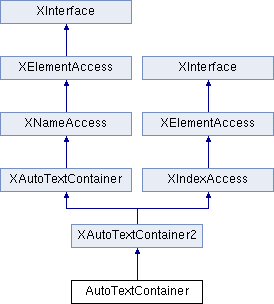 XInterface
XElementAccess XInterface
XNameAccess XElementAccess
XAutoTextContainer XIndexAccess
XAutoTextContainer2
AutoTextContainer